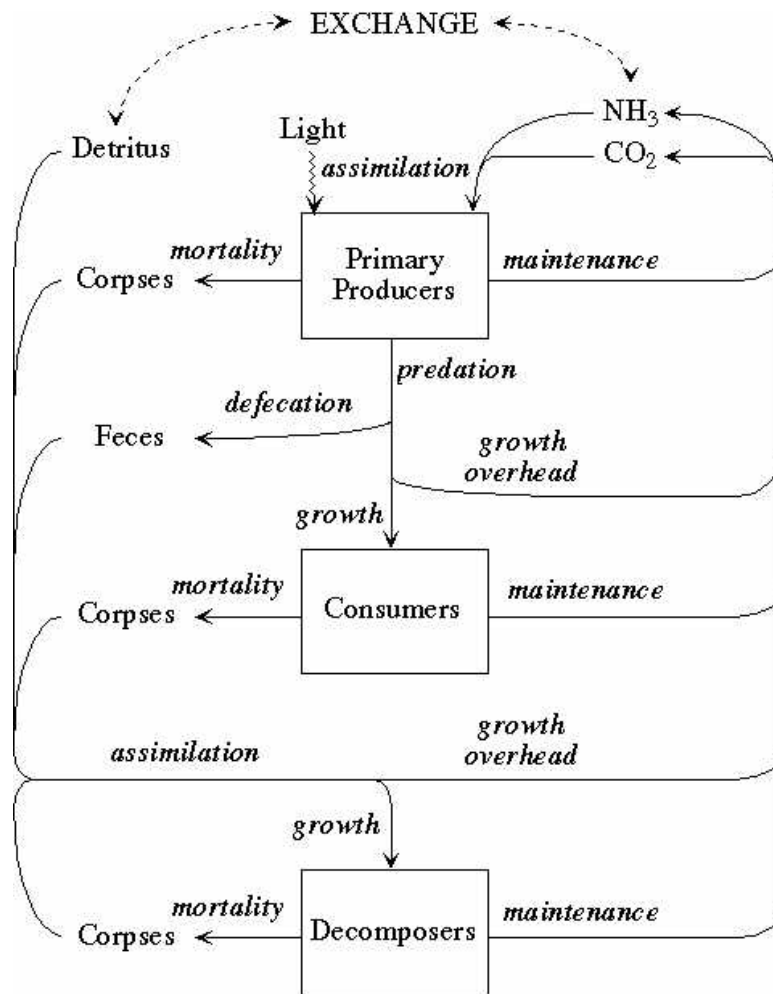 EXCHANGE
NH₃
Light
Detritus
CO₂
assimilation
mortality
Corpses
Primary
Producers
maintenance
predation
defecation
Feces
growth
overhead
growth
mortality
Corpses
Consumers
maintenance
assimilation
growth
overhead
growth
mortality
Corpses
Decomposers
maintenance